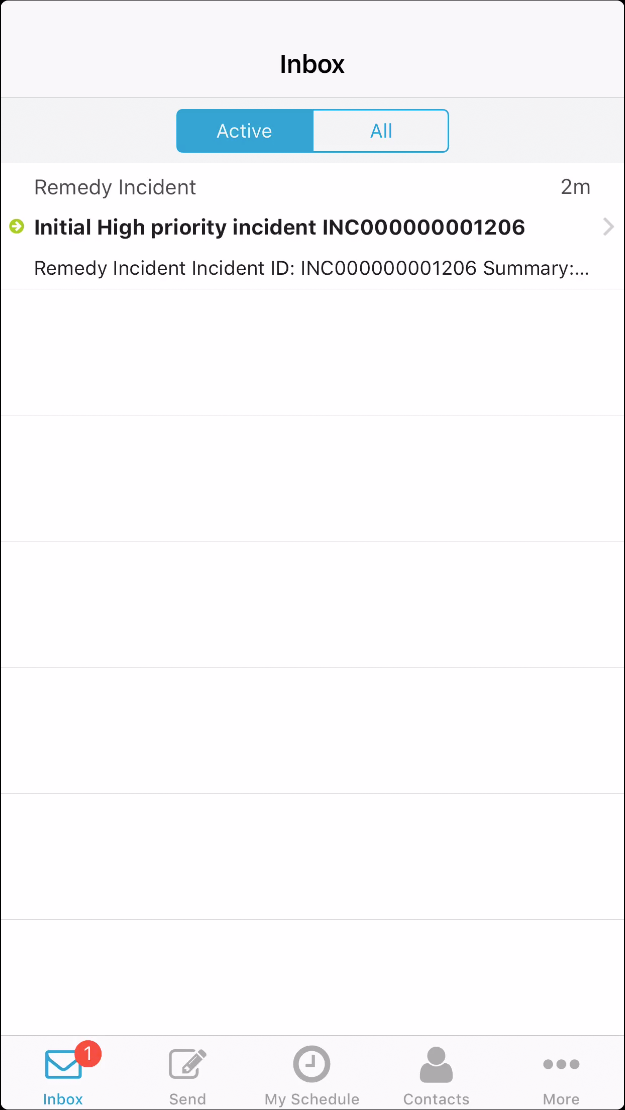 Inbox
Active All
Remedy Incident 2m
Initial High priority incident INC000000001206
Remedy Incident Incident ID: INC000000001206 Summary:...
1
Inbox Send My Schedule Contacts More